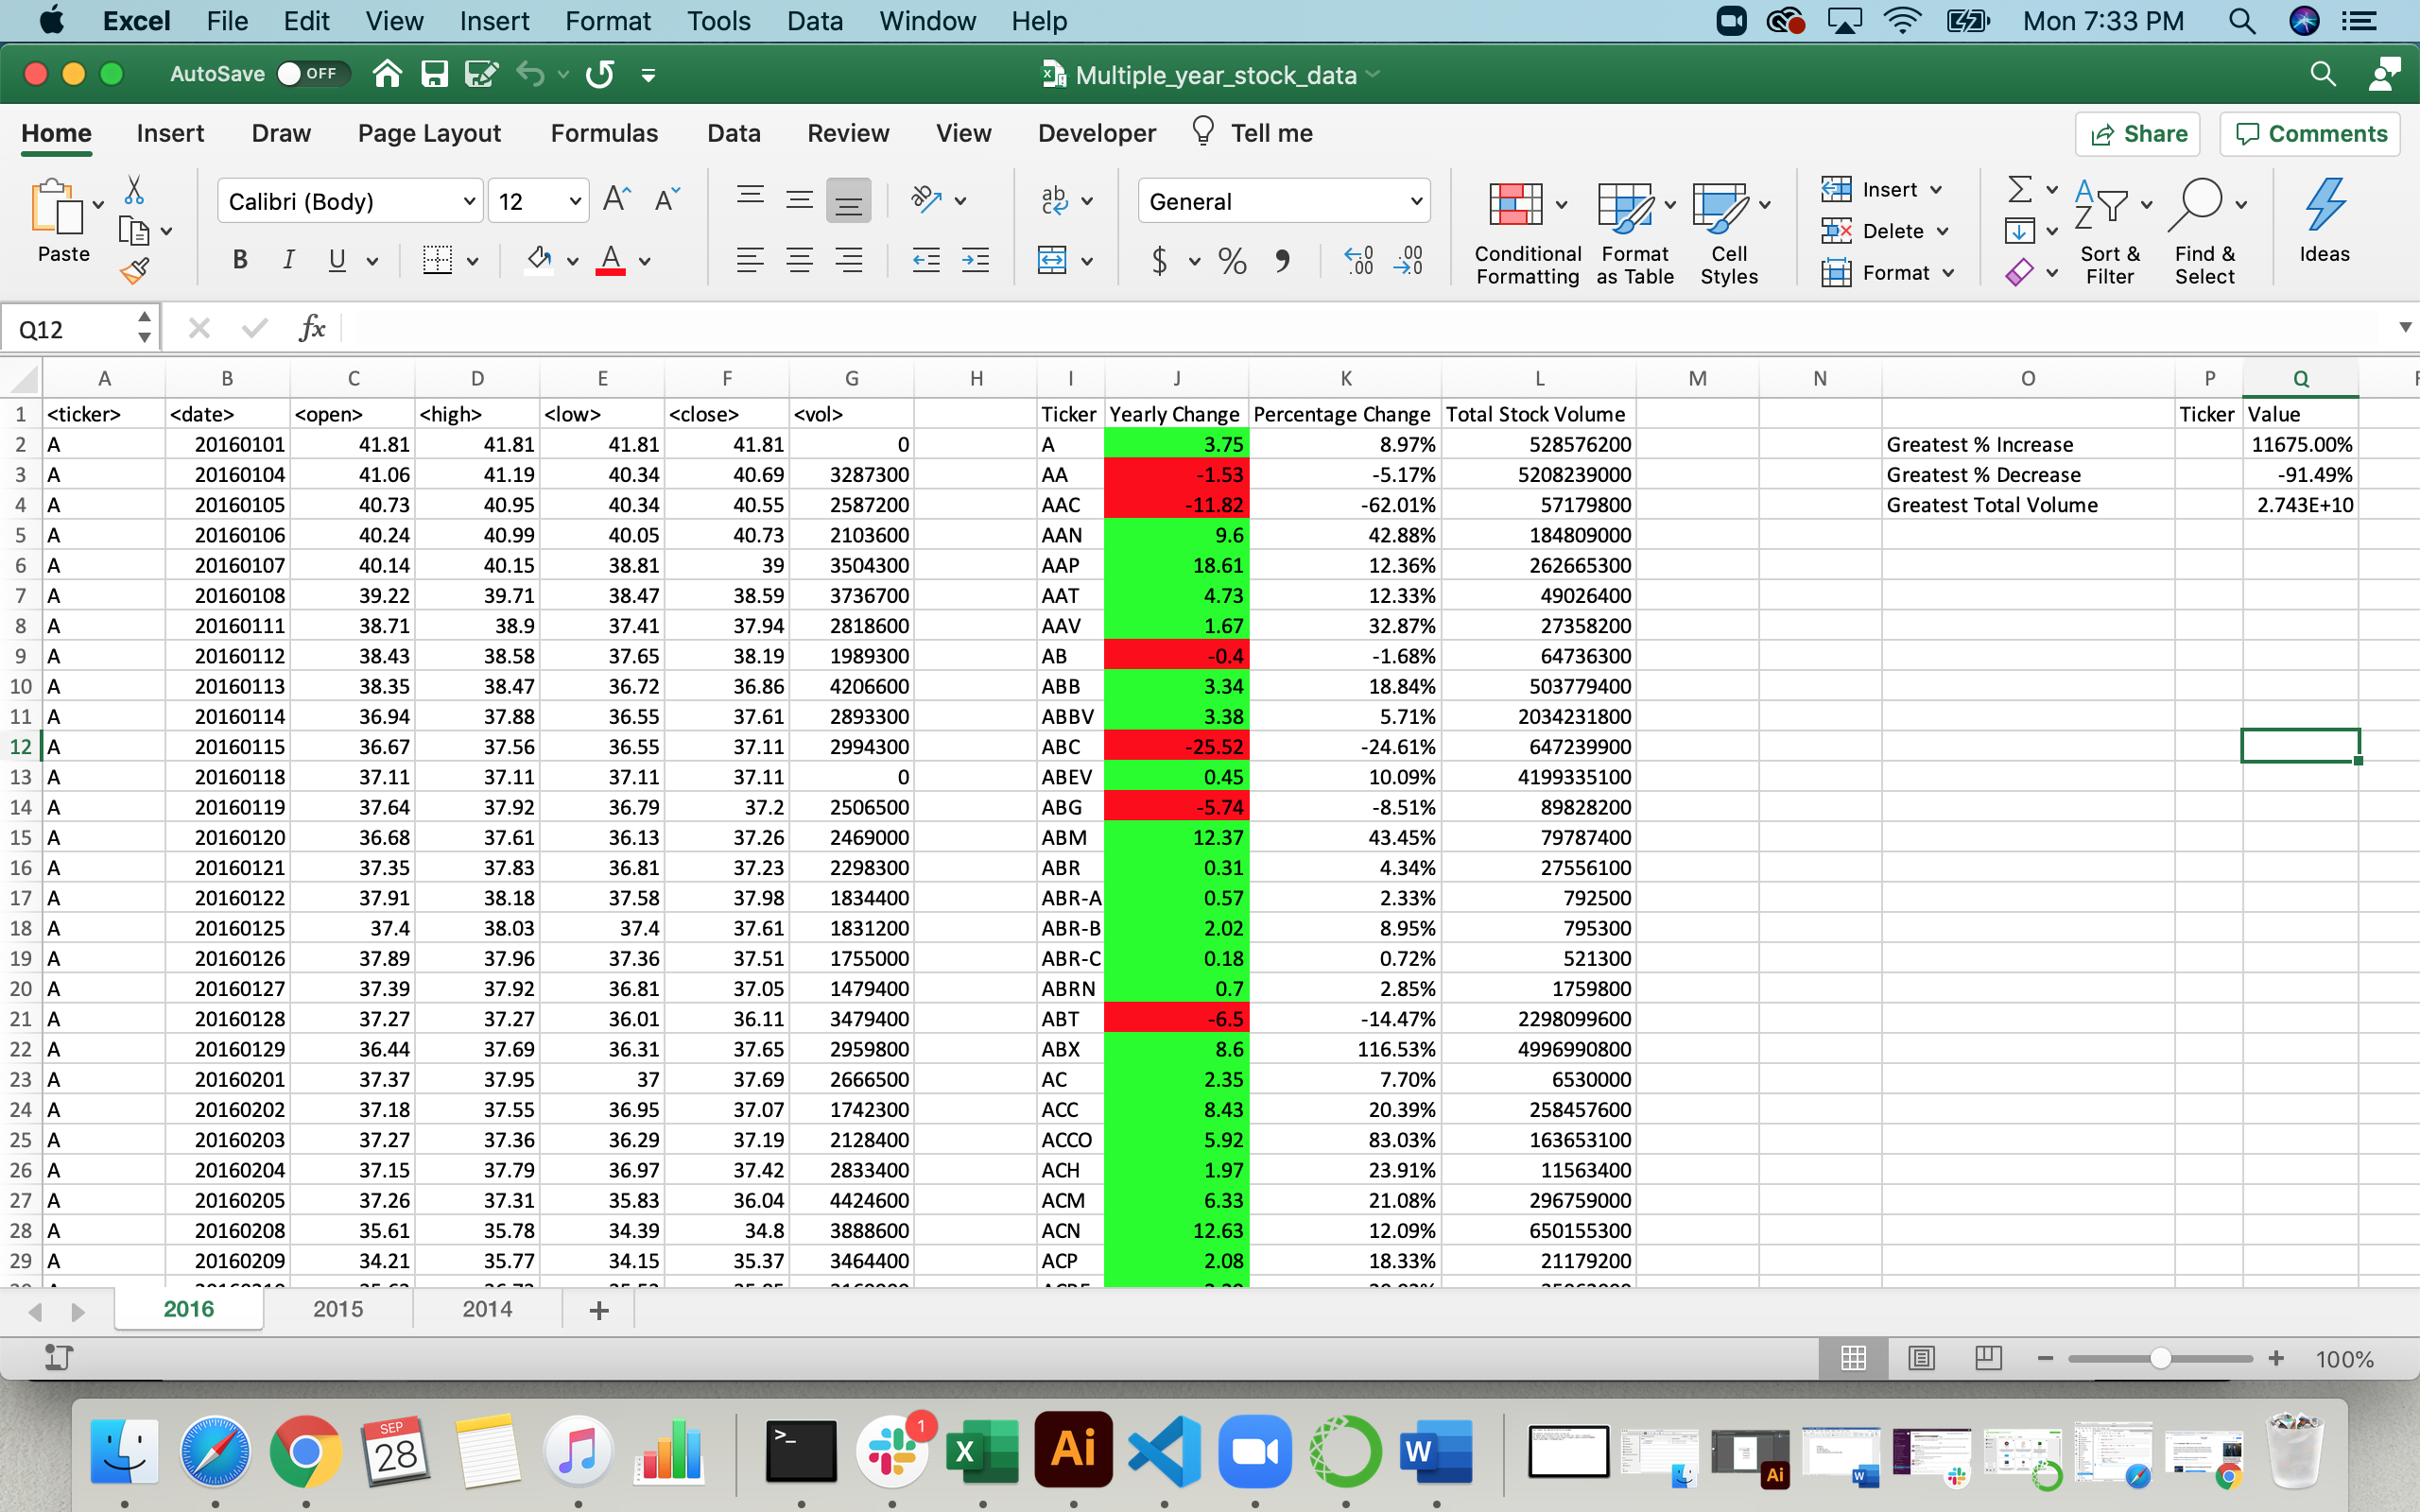 Excel File Edit View Insert Format Tools Data Window Help Mon 7:33 PM
AutoSave OFF Multiple_year_stock_data
Home Insert Draw Page Layout Formulas Data Review View Developer Tell me Share Comments
Paste Calibri (Body) 12 General Conditional Formatting Format as Table Cell Styles Insert Delete Format Sort & Filter Find & Select Ideas
Q12 fx
A B C D E F G H I J K L M N O P Q
1 <ticker> <date> <open> <high> <low> <close> <vol> Ticker Yearly Change Percentage Change Total Stock Volume Ticker Value
2 A 20160101 41.81 41.81 41.81 41.81 0 A 3.75 8.97% 528576200 Greatest % Increase 11675.00%
3 A 20160104 41.06 41.19 40.34 40.69 3287300 AA -1.53 -5.17% 5208239000 Greatest % Decrease -91.49%
4 A 20160105 40.73 40.95 40.34 40.55 2587200 AAC -11.82 -62.01% 57179800 Greatest Total Volume 2.743E+10
5 A 20160106 40.24 40.99 40.05 40.73 2103600 AAN 9.6 42.88% 184809000
6 A 20160107 40.14 40.15 38.81 39 3504300 AAP 18.61 12.36% 262665300
7 A 20160108 39.22 39.71 38.47 38.59 3736700 AAT 4.73 12.33% 49026400
8 A 20160111 38.71 38.9 37.41 37.94 2818600 AAV 1.67 32.87% 27358200
9 A 20160112 38.43 38.58 37.65 38.19 1989300 AB -0.4 -1.68% 64736300
10 A 20160113 38.35 38.47 36.72 36.86 4206600 ABB 3.34 18.84% 503779400
11 A 20160114 36.94 37.88 36.55 37.61 2893300 ABBV 3.38 5.71% 2034231800
12 A 20160115 36.67 37.56 36.55 37.11 2994300 ABC -25.52 -24.61% 647239900
13 A 20160118 37.11 37.11 37.11 37.11 0 ABEV 0.45 10.09% 4199335100
14 A 20160119 37.64 37.92 36.79 37.2 2506500 ABG -5.74 -8.51% 89828200
15 A 20160120 36.68 37.61 36.13 37.26 2469000 ABM 12.37 43.45% 79787400
16 A 20160121 37.35 37.83 36.81 37.23 2298300 ABR 0.31 4.34% 27556100
17 A 20160122 37.91 38.18 37.58 37.98 1834400 ABR-A 0.57 2.33% 792500
18 A 20160125 37.4 38.03 37.4 37.61 1831200 ABR-B 2.02 8.95% 795300
19 A 20160126 37.89 37.96 37.36 37.51 1755000 ABR-C 0.18 0.72% 521300
20 A 20160127 37.39 37.92 36.81 37.05 1479400 ABRN 0.7 2.85% 1759800
21 A 20160128 37.27 37.27 36.01 36.11 3479400 ABT -6.5 -14.47% 2298099600
22 A 20160129 36.44 37.69 36.31 37.65 2959800 ABX 8.6 116.53% 4996990800
23 A 20160201 37.37 37.95 37 37.69 2666500 AC 2.35 7.70% 6530000
24 A 20160202 37.18 37.55 36.95 37.07 1742300 ACC 8.43 20.39% 258457600
25 A 20160203 37.27 37.36 36.29 37.19 2128400 ACCO 5.92 83.03% 163653100
26 A 20160204 37.15 37.79 36.97 37.42 2833400 ACH 1.97 23.91% 11563400
27 A 20160205 37.26 37.31 35.83 36.04 4424600 ACM 6.33 21.08% 296759000
28 A 20160208 35.61 35.78 34.39 34.8 3888600 ACN 12.63 12.09% 650155300
29 A 20160209 34.21 35.77 34.15 35.37 3464400 ACP 2.08 18.33% 21179200
2016 2015 2014
100%
SEP 28 1 X Ai W Ai W